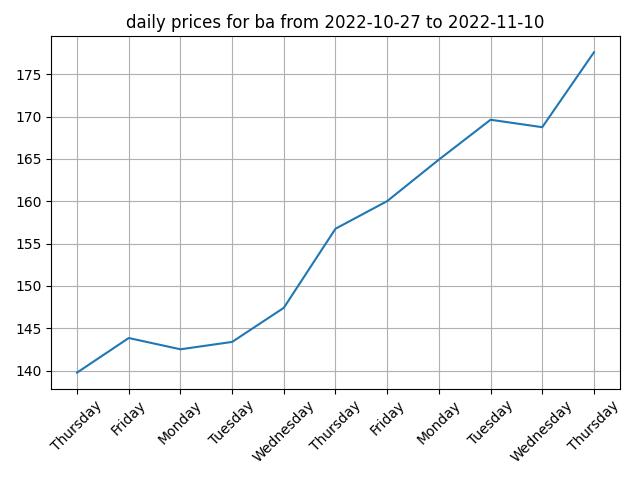 daily prices for ba from 2022-10-27 to 2022-11-10
175
170
165
160
155
150
145
140
Thursday
Friday
Monday
Tuesday
Wednesday
Thursday
Friday
Monday
Tuesday
Wednesday
Thursday